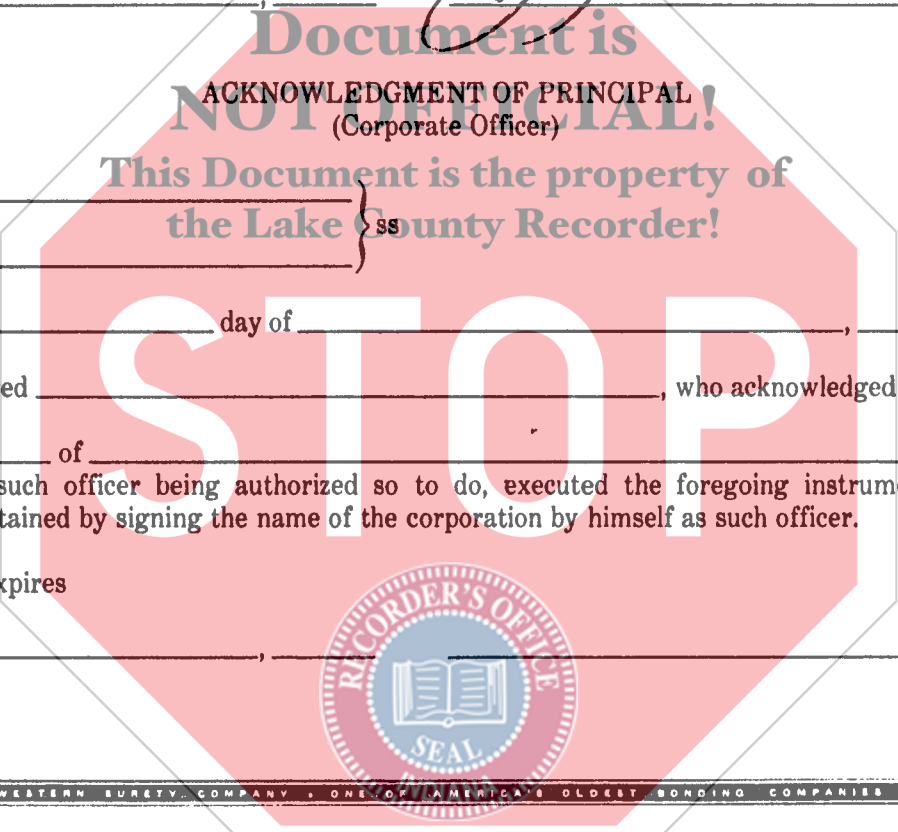 Document is
ACKNOWLEDGMENT OF PRINCIPAL
NOT OFFICIAL!
(Corporate Officer)
This Document is the property of
the Lake County Recorder!
ss
STOP
day of , 
ed , who acknowledged
of
such officer being authorized so to do, executed the foregoing instrum-
tained by signing the name of the corporation by himself as such officer.
xpires
,
RECORDER'S OFFICE
SEAL
INDIANA
WESTERN SURETY COMPANY • ONE OF AMERICA'S OLDEST BONDING COMPANIES